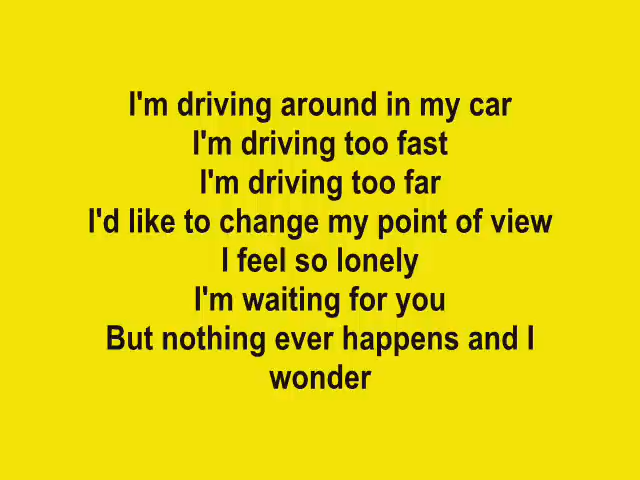 I'm driving around in my car
I'm driving too fast
I'm driving too far
I'd like to change my point of view
I feel so lonely
I'm waiting for you
But nothing ever happens and I
wonder